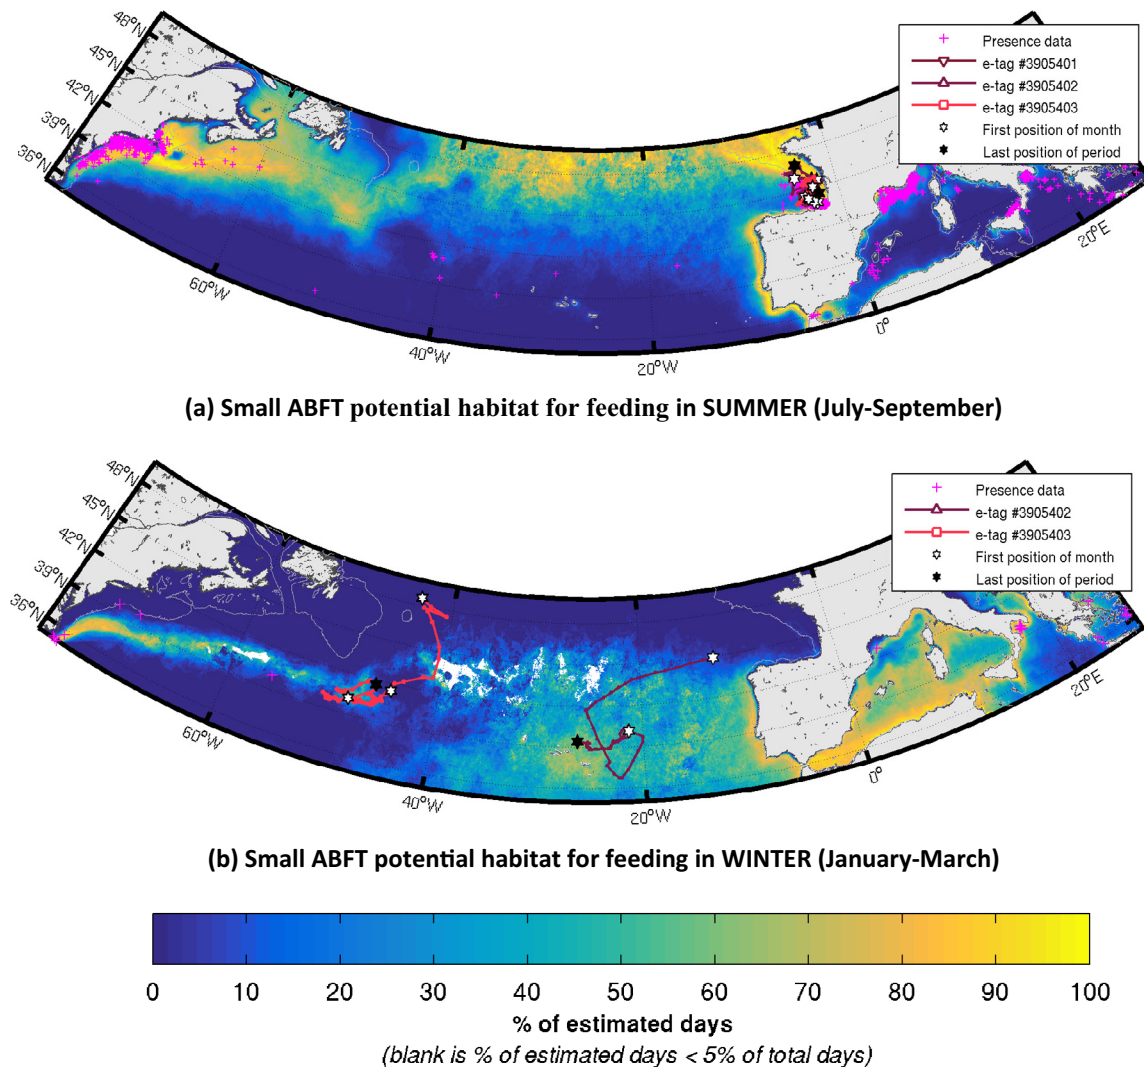 48°N
45°N
42°N
39°N
36°N
Presence data
e-tag #3905401
e-tag #3905402
e-tag #3905403
First position of month
Last position of period
60°W
40°W
20°W
0°
20°E
(a) Small ABFT potential habitat for feeding in SUMMER (July-September)
48°N
45°N
42°N
39°N
36°N
Presence data
e-tag #3905402
e-tag #3905403
First position of month
Last position of period
60°W
40°W
20°W
0°
20°E
(b) Small ABFT potential habitat for feeding in WINTER (January-March)
0 10 20 30 40 50 60 70 80 90 100
% of estimated days
(blank is % of estimated days < 5% of total days)